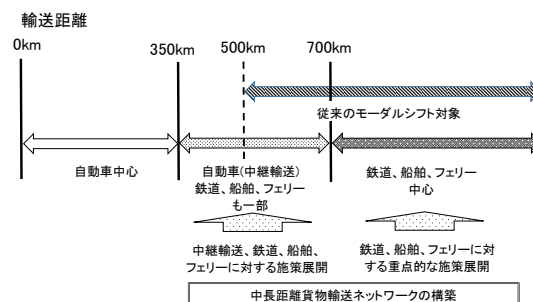 輸送距離
0km
350km
500km
700km
従来のモーダルシフト対象
自動車中心
自動車(中継輸送)
鉄道、船舶、フェリー
も一部
鉄道、船舶、フェリー
中心
中継輸送、鉄道、船舶、
フェリーに対する施策展開
鉄道、船舶、フェリーに対
する重点的な施策展開
中長距離貨物輸送ネットワークの構築